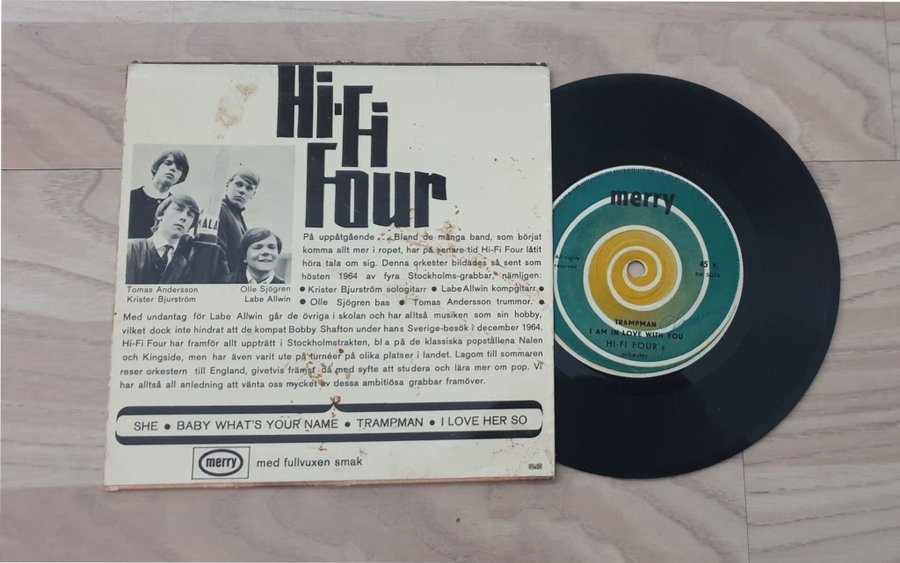 Hi-Fi
Four
Tomas Andersson Olle Sjögren
Krister Bjurström Labe Allwin
På uppåtgående . . . Bland de många band, som börjat
komma allt mer i ropet, har på senare tid Hi-Fi Four låtit
höra tala om sig. Denna orkester bildades så sent som
hösten 1964 av fyra Stockholms-grabbar, nämligen:
● Krister Bjurström sologitarr ● Labe Allwin kompgitarr ●
● Olle Sjögren bas ● Tomas Andersson trummor. ●
Med undantag för Labe Allwin går de övriga i skolan och har alltså musiken som sin hobby,
vilket dock inte hindrat att de kompat Bobby Shafton under hans Sverige-besök i december 1964.
Hi-Fi Four har framför allt uppträtt i Stockholmstrakten, bl a på de klassiska popställena Nalen
och Kingside, men har även varit ute på turnéer på olika platser i landet. Lagom till sommaren
reser orkestern till England, givetvis främst då med syfte att studera och lära mer om pop. Vi
har alltså all anledning att vänta oss mycket av dessa ambitiösa grabbar framöver.
SHE ● BABY WHAT'S YOUR NAME ● TRAMPMAN ● I LOVE HER SO
merry med fullvuxen smak
merry
All rights
reserved
45 V.
TRAMPMAN
I AM IN LOVE WITH YOU
HI-FI FOUR's
orkester